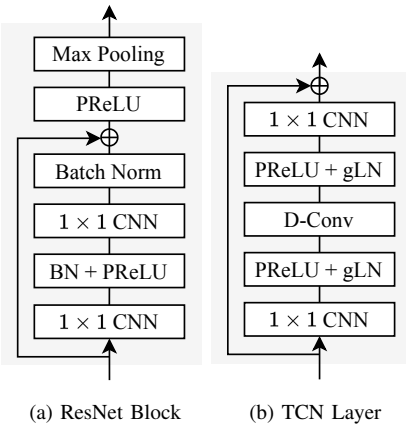 Max Pooling
PReLU
Batch Norm
1 × 1 CNN
BN + PReLU
1 × 1 CNN
(a) ResNet Block
1 × 1 CNN
PReLU + gLN
D-Conv
PReLU + gLN
1 × 1 CNN
(b) TCN Layer